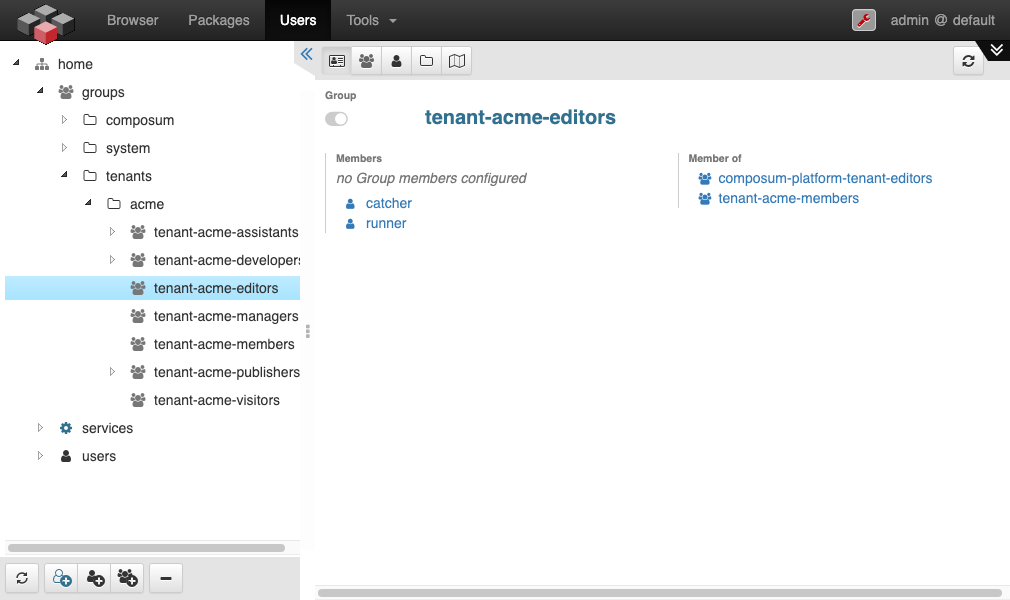 Browser Packages Users Tools admin @ default
home
groups
composum
system
tenants
acme
tenant-acme-assistants
tenant-acme-developers
tenant-acme-editors
tenant-acme-managers
tenant-acme-members
tenant-acme-publishers
tenant-acme-visitors
services
users
Group
tenant-acme-editors
Members
no Group members configured
catcher
runner
Member of
composum-platform-tenant-editors
tenant-acme-members